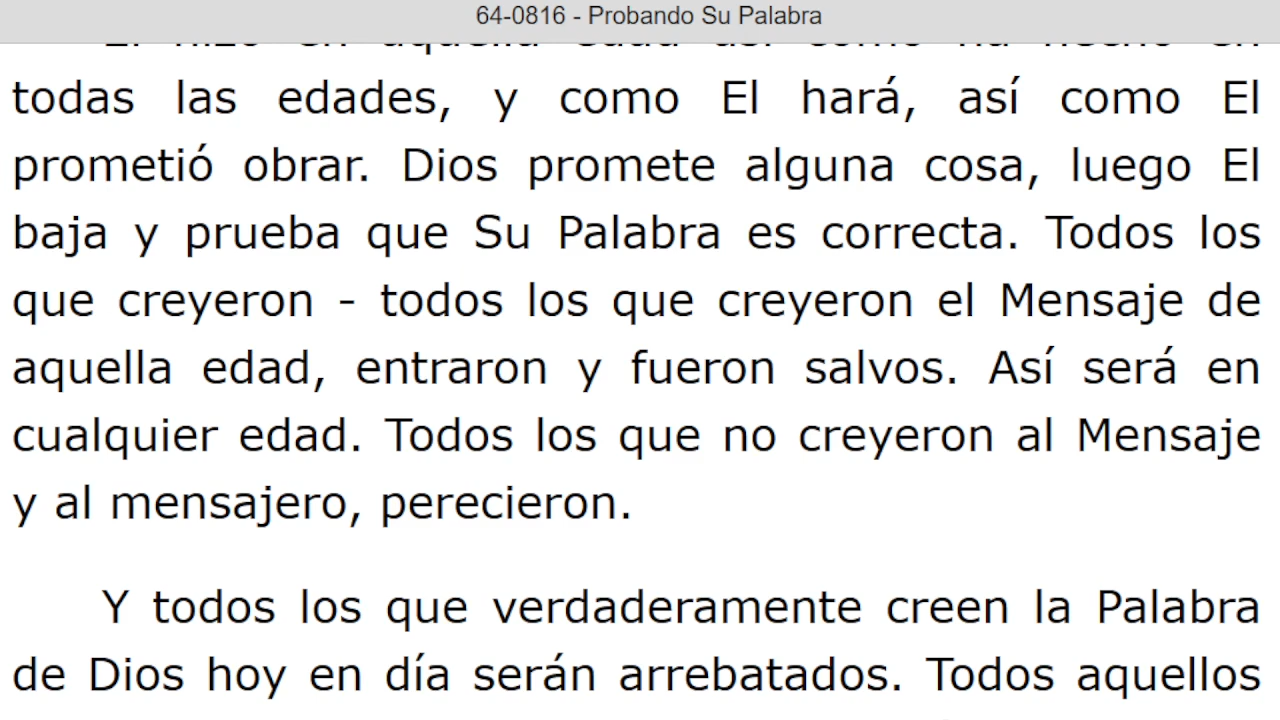 64-0816 - Probando Su Palabra
todas las edades, y como El hará, así como El
prometió obrar. Dios promete alguna cosa, luego El
baja y prueba que Su Palabra es correcta. Todos los
que creyeron - todos los que creyeron el Mensaje de
aquella edad, entraron y fueron salvos. Así será en
cualquier edad. Todos los que no creyeron al Mensaje
y al mensajero, perecieron.
Y todos los que verdaderamente creen la Palabra
de Dios hoy en día serán arrebatados. Todos aquellos